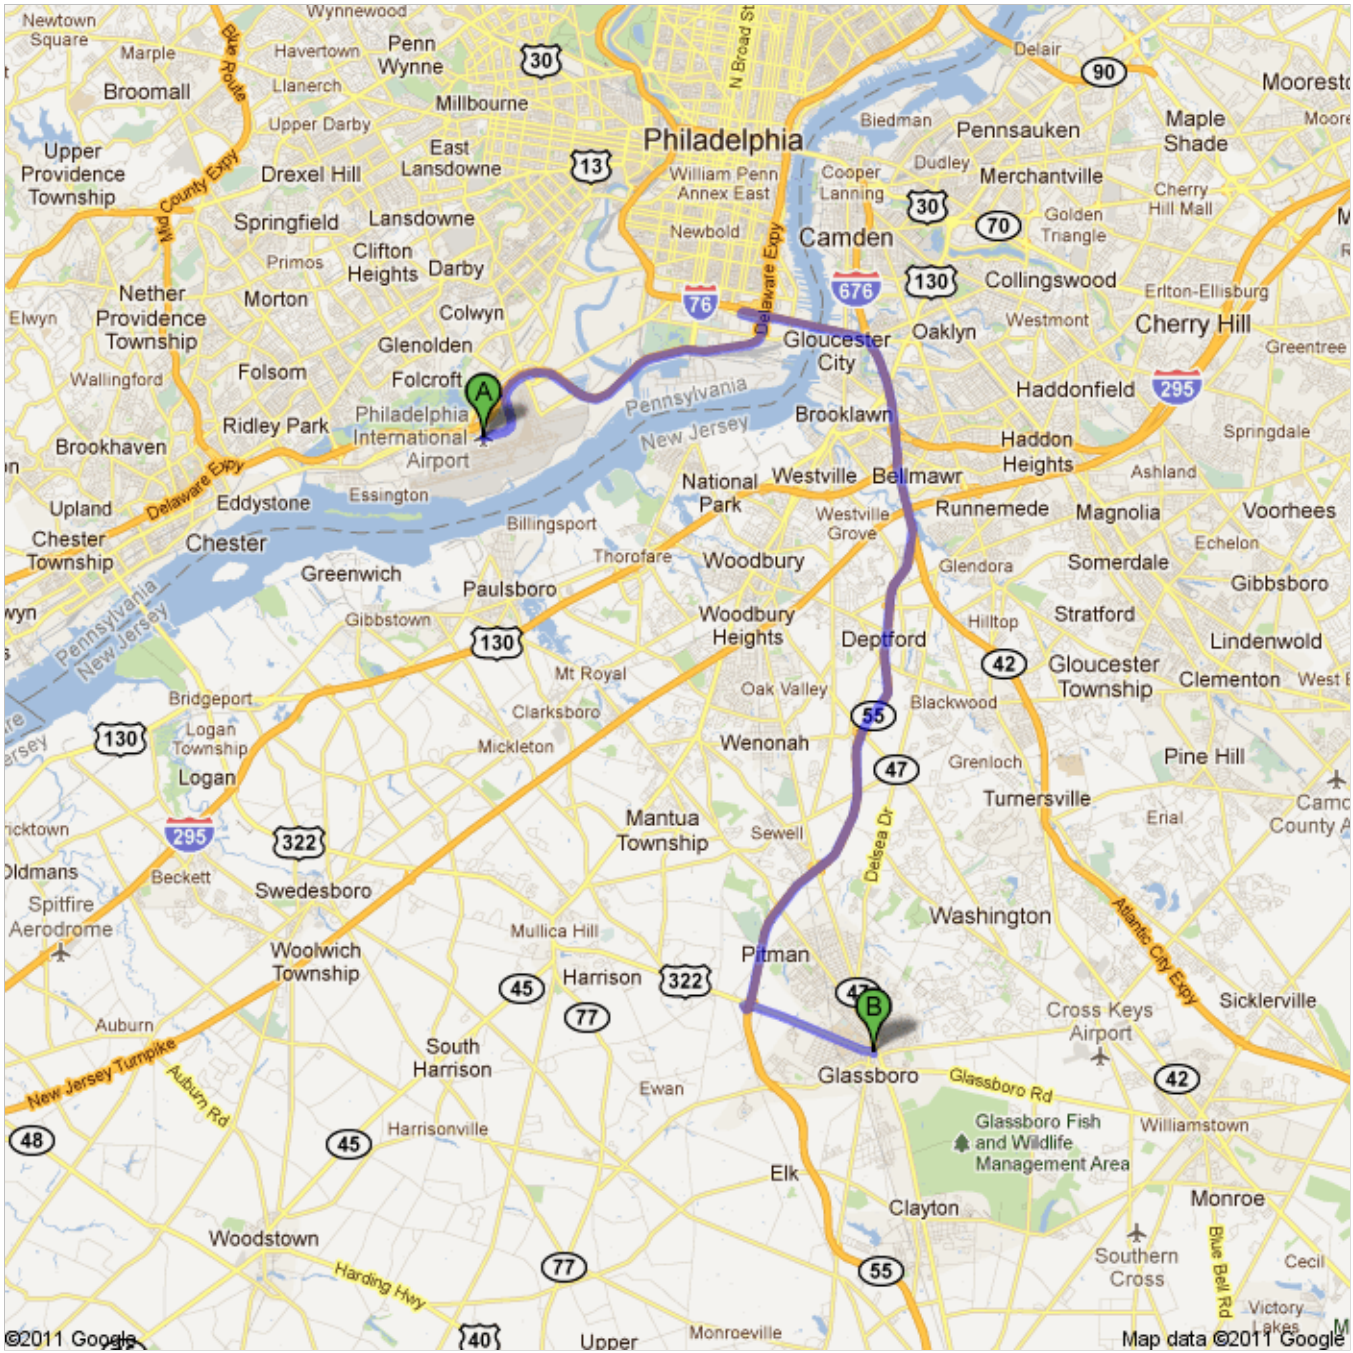 Newtown
Square
Wynnewood
Marple
Blue Route
Havertown
Penn
Wynne
30
N Broad St
Delair
90
Broomall
Llanerch
Millbourne
Biedman
Pennsauken
Maple
Shade
Upper Darby
Philadelphia
Upper
Providence
Township
Mid County Expy
Drexel Hill
East
Lansdowne
13
William Penn
Annex East
Cooper
Lanning
Dudley
Merchantville
Cherry
Hill Mall
30
Springfield
Lansdowne
Newbold
Camden
70
Golden
Triangle
Primos
Clifton
Heights
Darby
Delaware Expy
676
130
Collingswood
Erlton-Ellisburg
Nether
Providence
Township
Morton
Colwyn
76
Elwyn
Glenolden
Gloucester
City
Oaklyn
Westmont
Cherry Hill
Greentree
Wallingford
Folsom
Folcroft
A
Pennsylvania
New Jersey
Haddonfield
295
Philadelphia
International
Airport
Ridley Park
Brooklawn
Springdale
Brookhaven
Delaware Expy
Haddon
Heights
Ashland
Upland
Eddystone
Essington
National
Park
Westville
Bellmawr
Runnemede
Magnolia
Voorhees
Chester
Township
Chester
Billingsport
Westville
Grove
Echelon
Thorofare
Woodbury
Glendora
Somerdale
Gibbsboro
Greenwich
Paulsboro
Pennsylvania
New Jersey
Gibbstown
Woodbury
Heights
Hilltop
Stratford
130
Deptford
42
Gloucester
Township
Lindenwold
Clementon
Mt Royal
Oak Valley
Blackwood
Bridgeport
Clarksboro
55
130
Logan
Township
Mickleton
Wenonah
47
Grenloch
Pine Hill
Logan
Turnersville
295
322
Mantua
Township
Sewell
Delsea Dr
Erial
Beckett
Swedesboro
Spitfire
Aerodrome
Mullica Hill
Washington
Atlantic City Expy
Woolwich
Township
Harrison
322
Pitman
45
77
47
B
Cross Keys
Airport
Sicklerville
Auburn
New Jersey Turnpike
Auburn Rd
South
Harrison
Ewan
Glassboro
Glassboro Rd
42
Glassboro Fish
and Wildlife
Management Area
Williamstown
48
45
Harrisonville
Elk
Clayton
Monroe
Woodstown
Harding Hwy
77
55
Southern
Cross
Blue Bell Rd
Cecil
Victory
Lakes
40
Upper
Monroeville
©2011 Google
Map data ©2011 Google